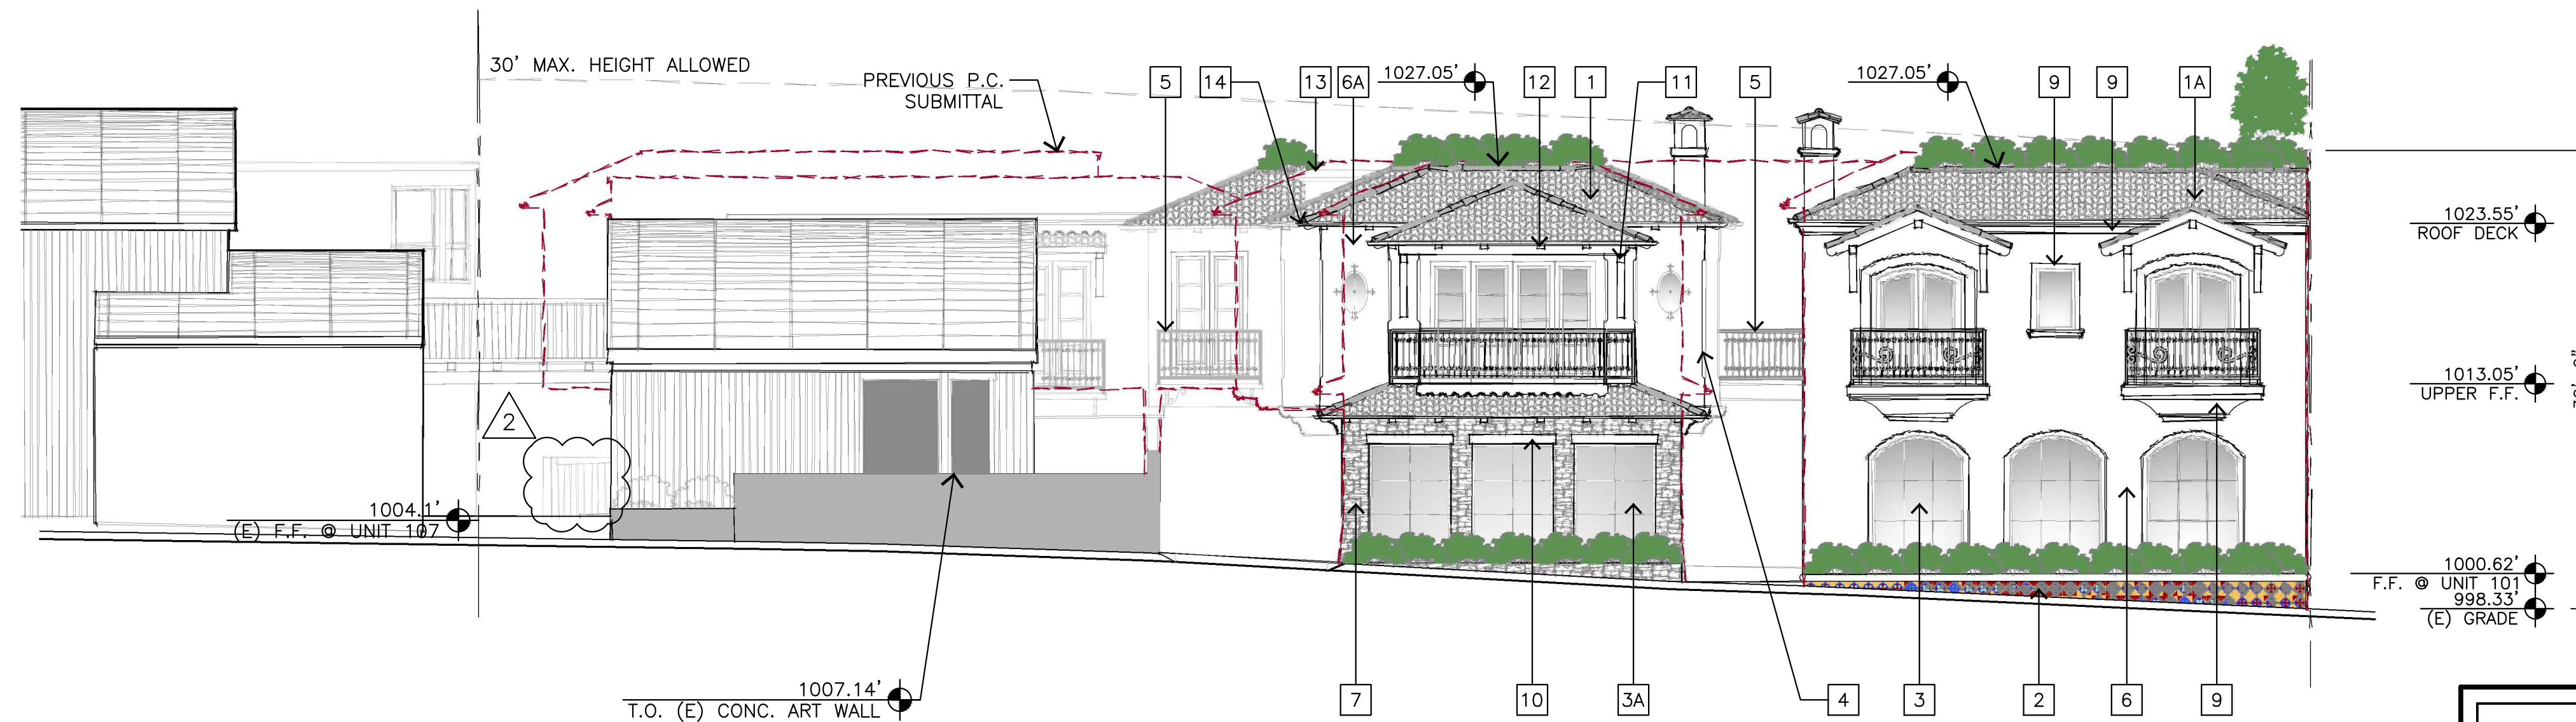 30' MAX. HEIGHT ALLOWED
PREVIOUS P.C.
SUBMITTAL
5
14
13
6A
1027.05'
12
1
11
5
1027.05'
9
9
1A
1023.55'
ROOF DECK
1013.05'
UPPER F.F.
2
1004.1'
(E) F.F. @ UNIT 107
1000.62'
F.F. @ UNIT 101
998.33'
(E) GRADE
1007.14'
T.O. (E) CONC. ART WALL
7
10
3A
4
3
2
6
9